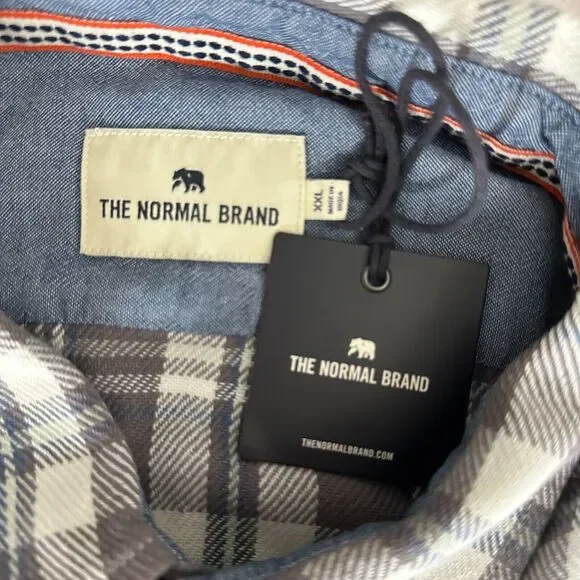 THE NORMAL BRAND
XXL
MADE IN
INDIA
THE NORMAL BRAND
THENORMALBRAND.COM